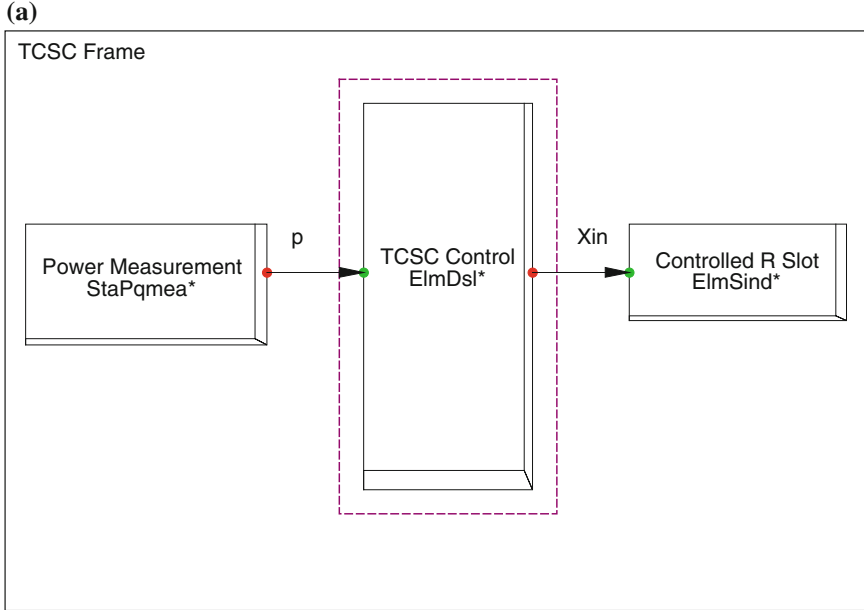 (a)
TCSC Frame
Power Measurement
StaPqmea*
p
TCSC Control
ElmDsl*
Xin
Controlled R Slot
ElmSind*